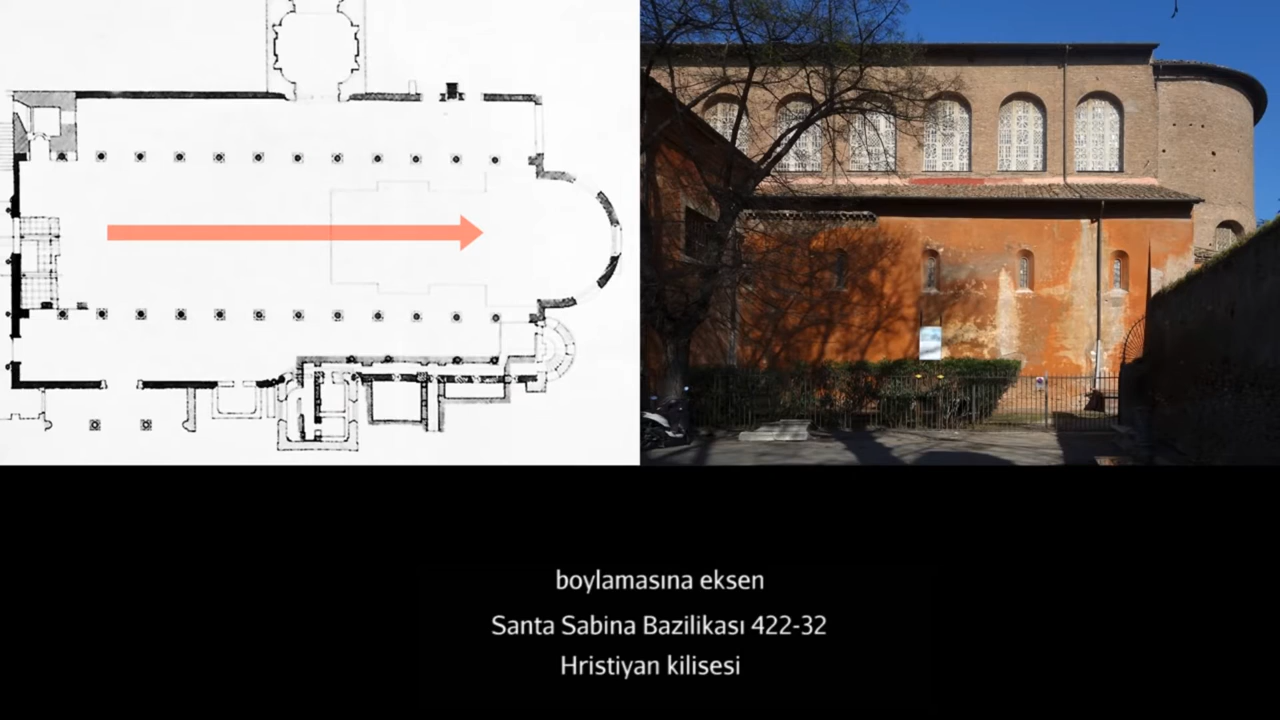 boylamasına eksen
Santa Sabina Bazilikası 422-32
Hristiyan kilisesi